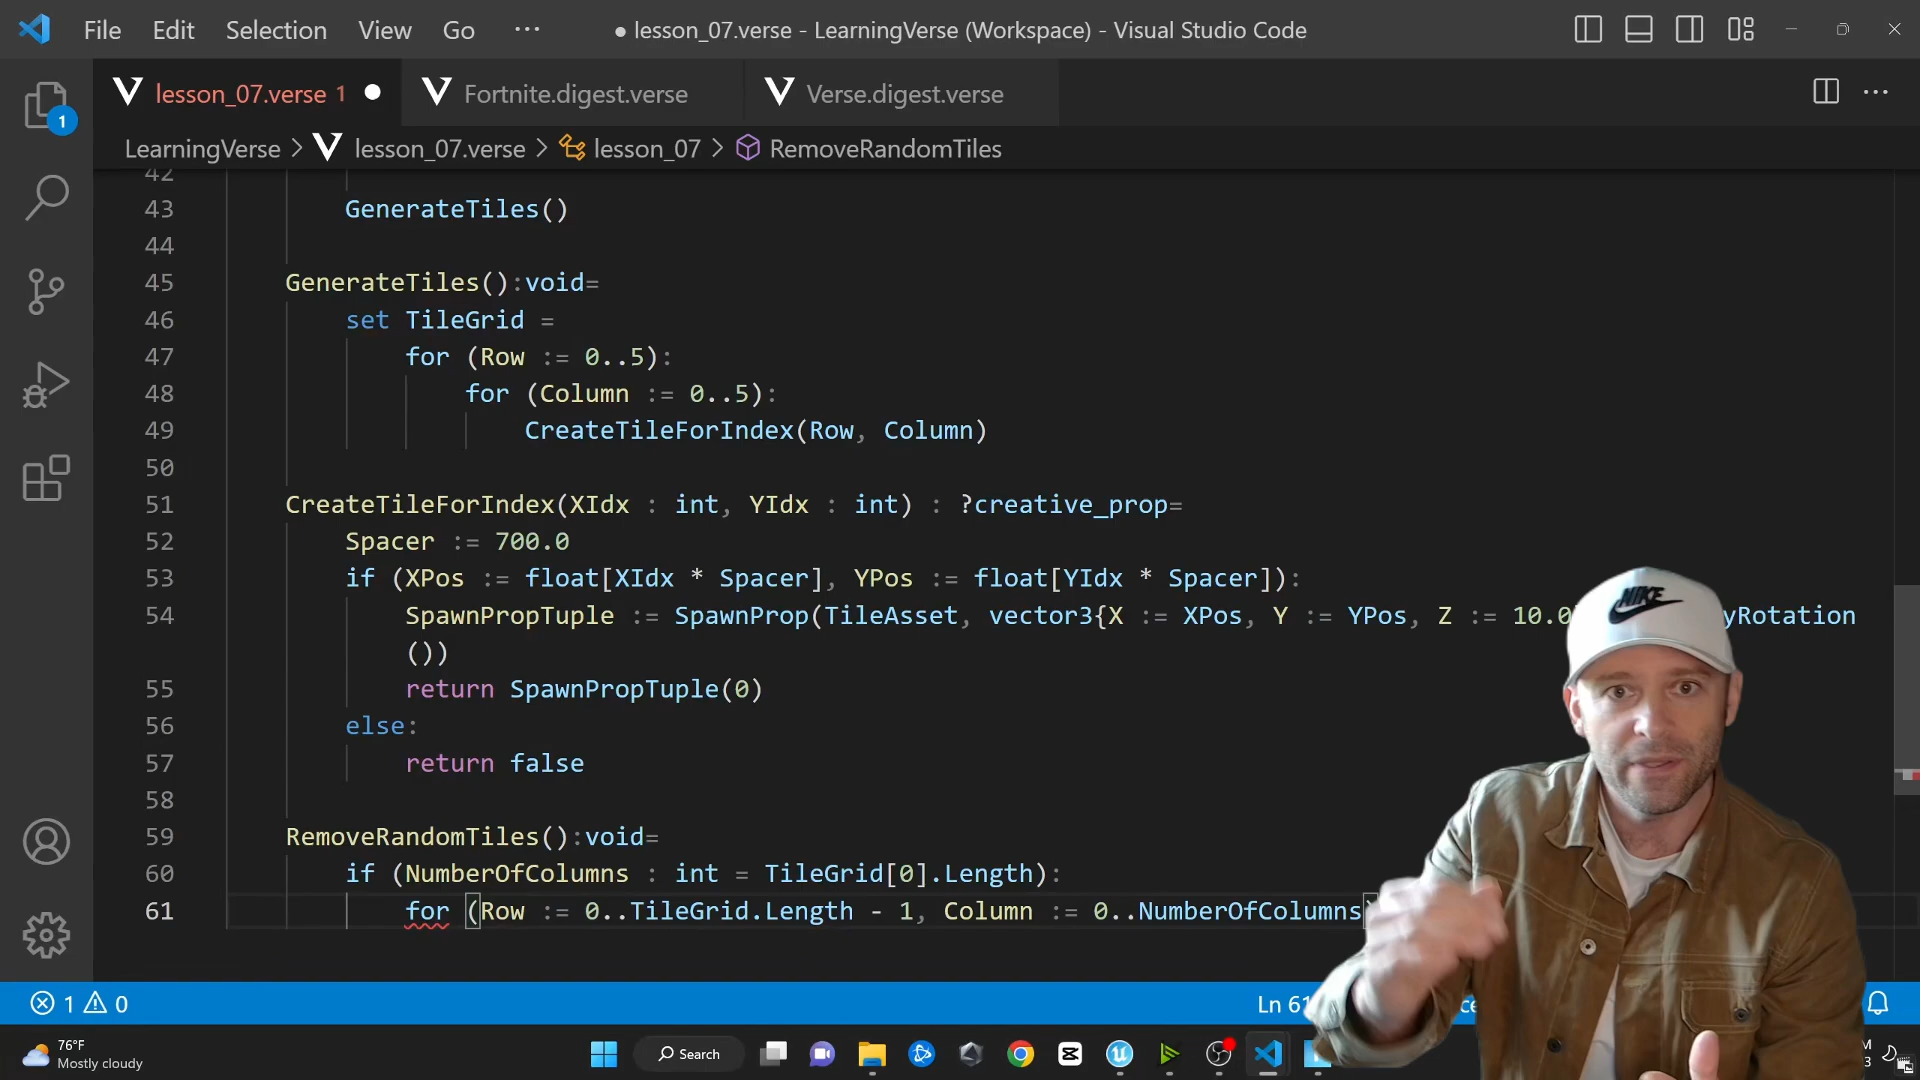 File Edit Selection View Go ··· ● lesson_07.verse - LearningVerse (Workspace) - Visual Studio Code
lesson_07.verse 1 Fortnite.digest.verse Verse.digest.verse
LearningVerse > lesson_07.verse > lesson_07 > RemoveRandomTiles
1
42
43 GenerateTiles()
44
45 GenerateTiles():void=
46 set TileGrid =
47 for (Row := 0..5):
48 for (Column := 0..5):
49 CreateTileForIndex(Row, Column)
50
51 CreateTileForIndex(XIdx : int, YIdx : int) : ?creative_prop=
52 Spacer := 700.0
53 if (XPos := float[XIdx * Spacer], YPos := float[YIdx * Spacer]):
54 SpawnPropTuple := SpawnProp(TileAsset, vector3{X := XPos, Y := YPos, Z := 10.0 yRotation
())
55 return SpawnPropTuple(0)
56 else:
57 return false
58
59 RemoveRandomTiles():void=
60 if (NumberOfColumns : int = TileGrid[0].Length):
61 for (Row := 0..TileGrid.Length - 1, Column := 0..NumberOfColumns)
1 0 Ln 61
76°F
Mostly cloudy
Search
NIKE